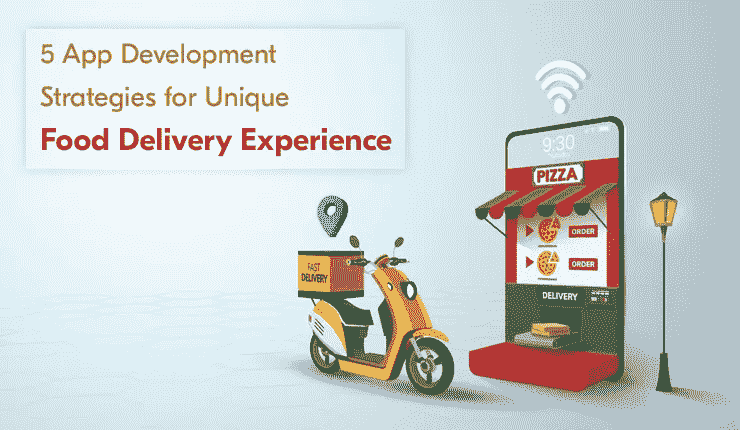 5 App Development
Strategies for Unique
Food Delivery Experience
9:30
PIZZA
ORDER
ORDER
FAST
DELIVERY
DELIVERY